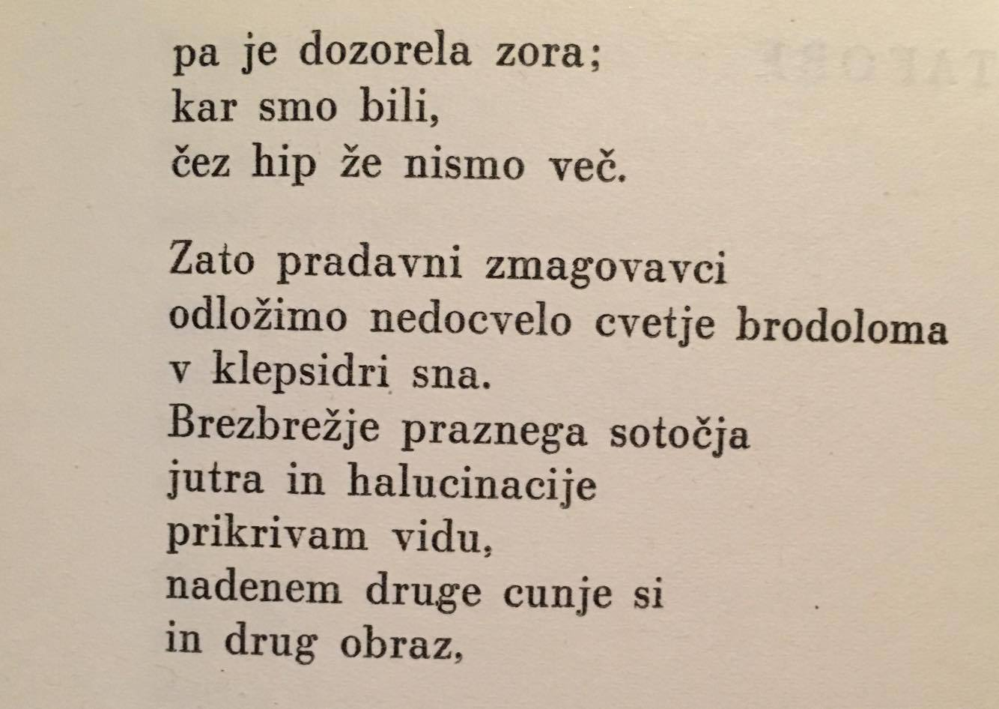 pa je dozorela zora;
kar smo bili,
čez hip že nismo več.
Zato pradavni zmagovavci
odložimo nedocvelo cvetje brodoloma
v klepsidri sna.
Brezbrežje praznega sotočja
jutra in halucinacije
prikrivam vidu,
nadenem druge cunje si
in drug obraz,